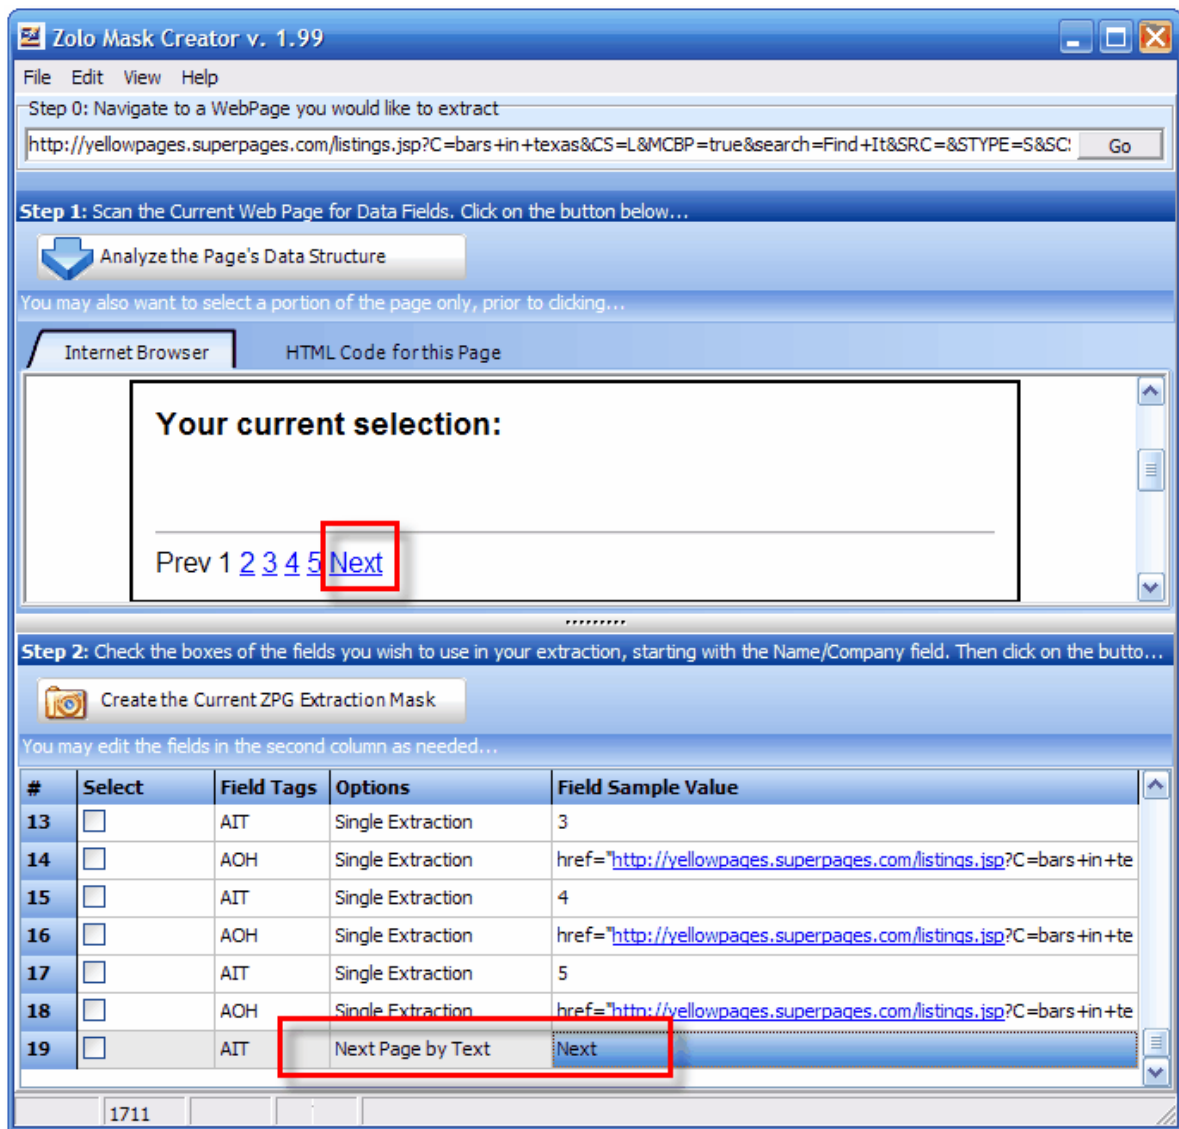 Zolo Mask Creator v. 1.99
File Edit View Help
Step 0: Navigate to a WebPage you would like to extract
http://yellowpages.superpages.com/listings.jsp?C=bars+in+texas&CS=L&MCBP=true&search=Find+It&SRC=&STYPE=S&SC Go
Step 1: Scan the Current Web Page for Data Fields. Click on the button below...
Analyze the Page's Data Structure
You may also want to select a portion of the page only, prior to clicking...
Internet Browser HTML Code for this Page
Your current selection:
Prev 1 2 3 4 5 Next
Step 2: Check the boxes of the fields you wish to use in your extraction, starting with the Name/Company field. Then click on the butto...
Create the Current ZPG Extraction Mask
You may edit the fields in the second column as needed...
# Select Field Tags Options Field Sample Value
13 AIT Single Extraction 3
14 AOH Single Extraction href="http://yellowpages.superpages.com/listings.jsp?C=bars+in+te
15 AIT Single Extraction 4
16 AOH Single Extraction href="http://yellowpages.superpages.com/listings.jsp?C=bars+in+te
17 AIT Single Extraction 5
18 AOH Single Extraction href="http://yellowpages.superpages.com/listings.jsp?C=bars+in+te
19 AIT Next Page by Text Next
1711